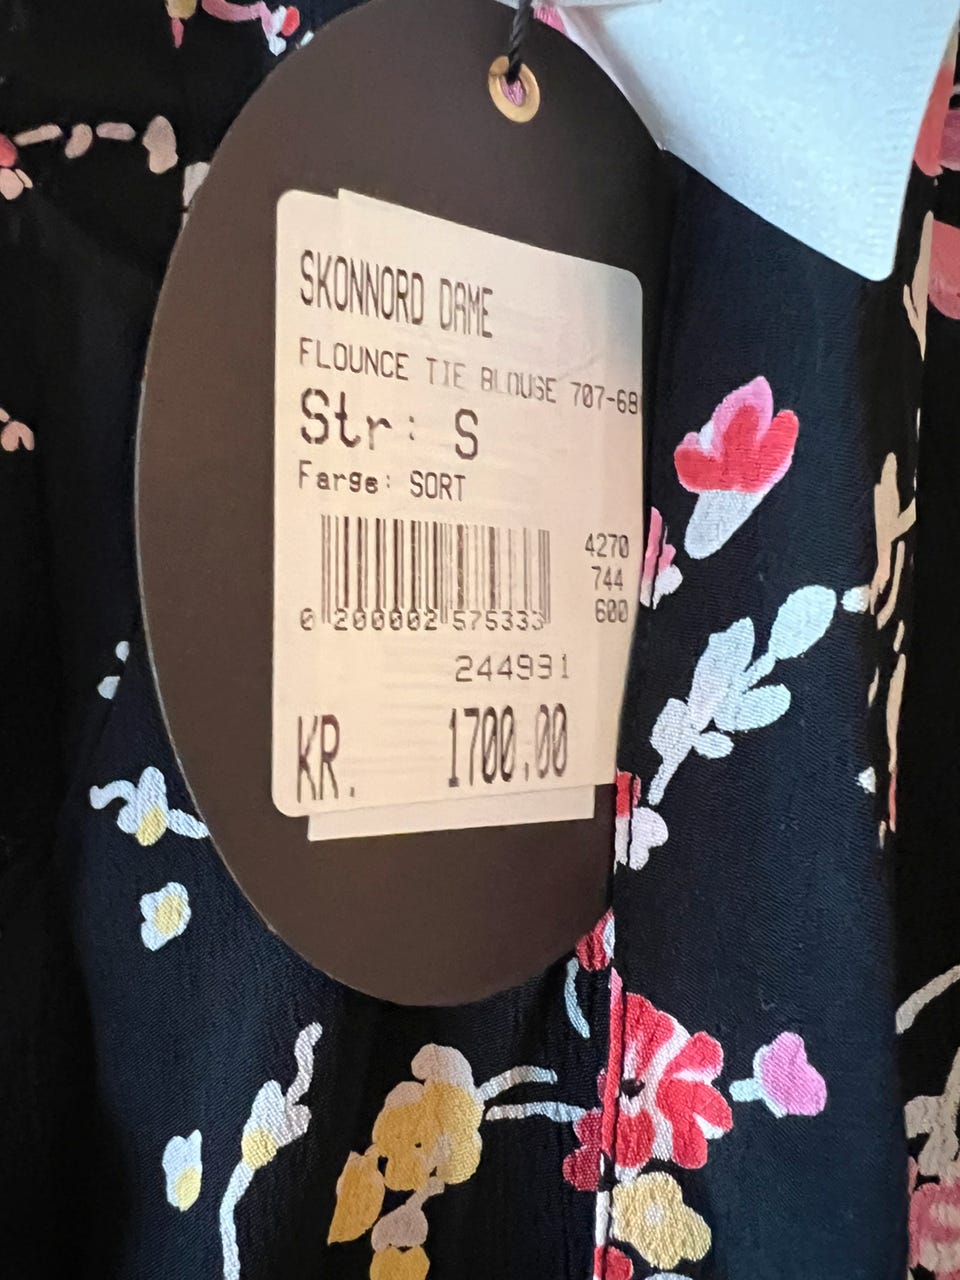 SKONNORD DAME
FLOUNCE TIE BLOUSE 707-68
Str: S
Farge: SORT
4270
744
600
0 200002 575333
244931
KR. 1700,00